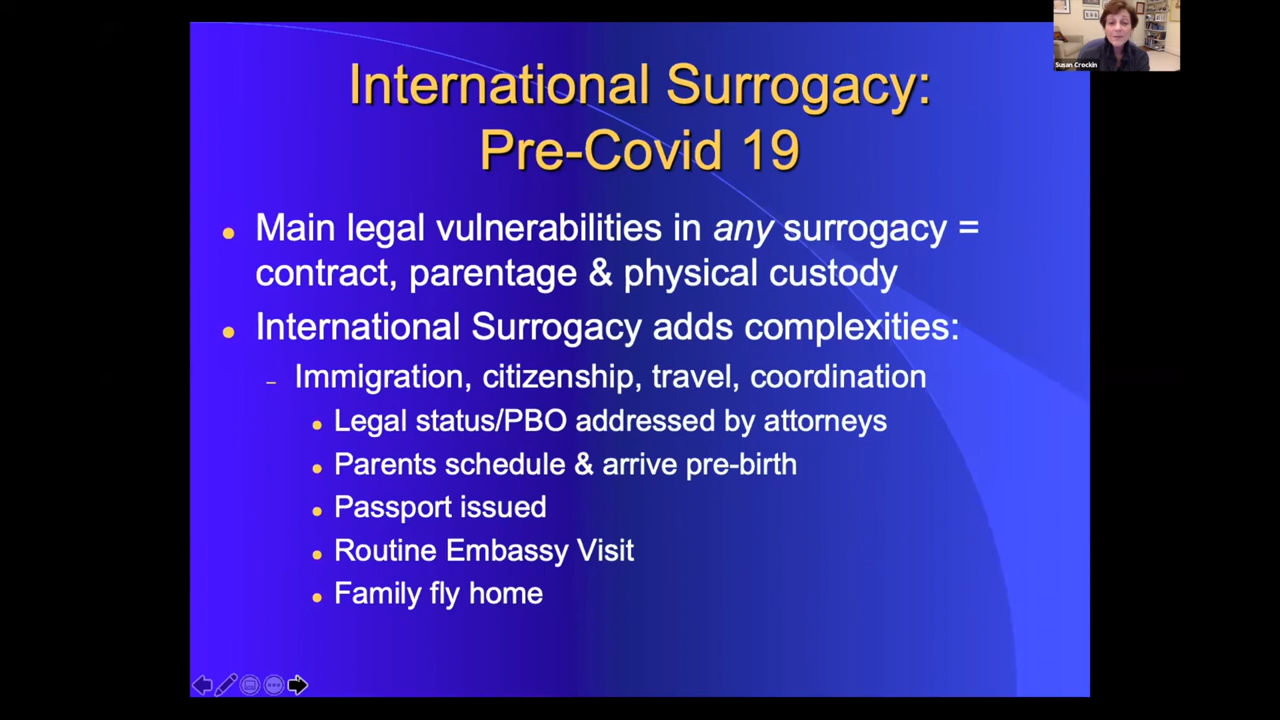 International Surrogacy:
Pre-Covid 19
Main legal vulnerabilities in any surrogacy =
contract, parentage & physical custody
International Surrogacy adds complexities:
– Immigration, citizenship, travel, coordination
Legal status/PBO addressed by attorneys
Parents schedule & arrive pre-birth
Passport issued
Routine Embassy Visit
Family fly home
Susan Crockin